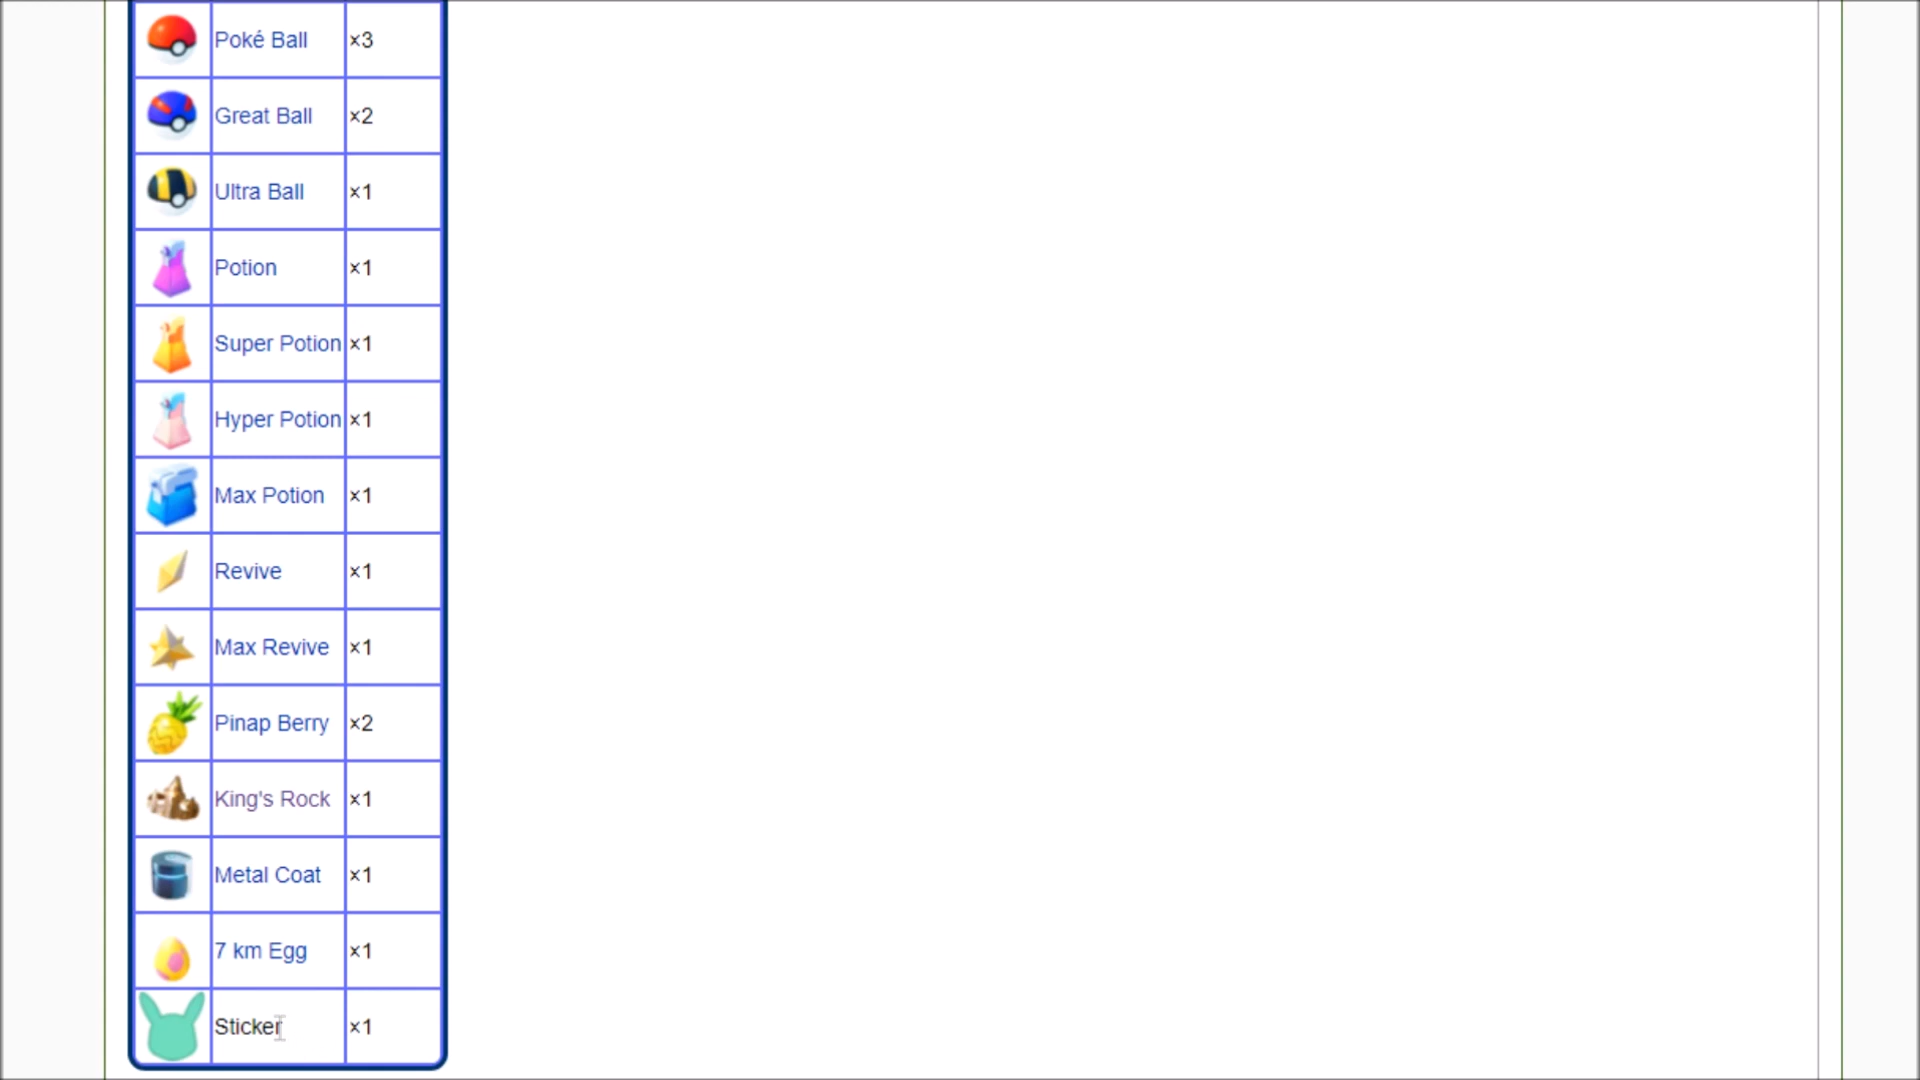 Poké Ball ×3
Great Ball ×2
Ultra Ball ×1
Potion ×1
Super Potion ×1
Hyper Potion ×1
Max Potion ×1
Revive ×1
Max Revive ×1
Pinap Berry ×2
King's Rock ×1
Metal Coat ×1
7 km Egg ×1
Sticker ×1